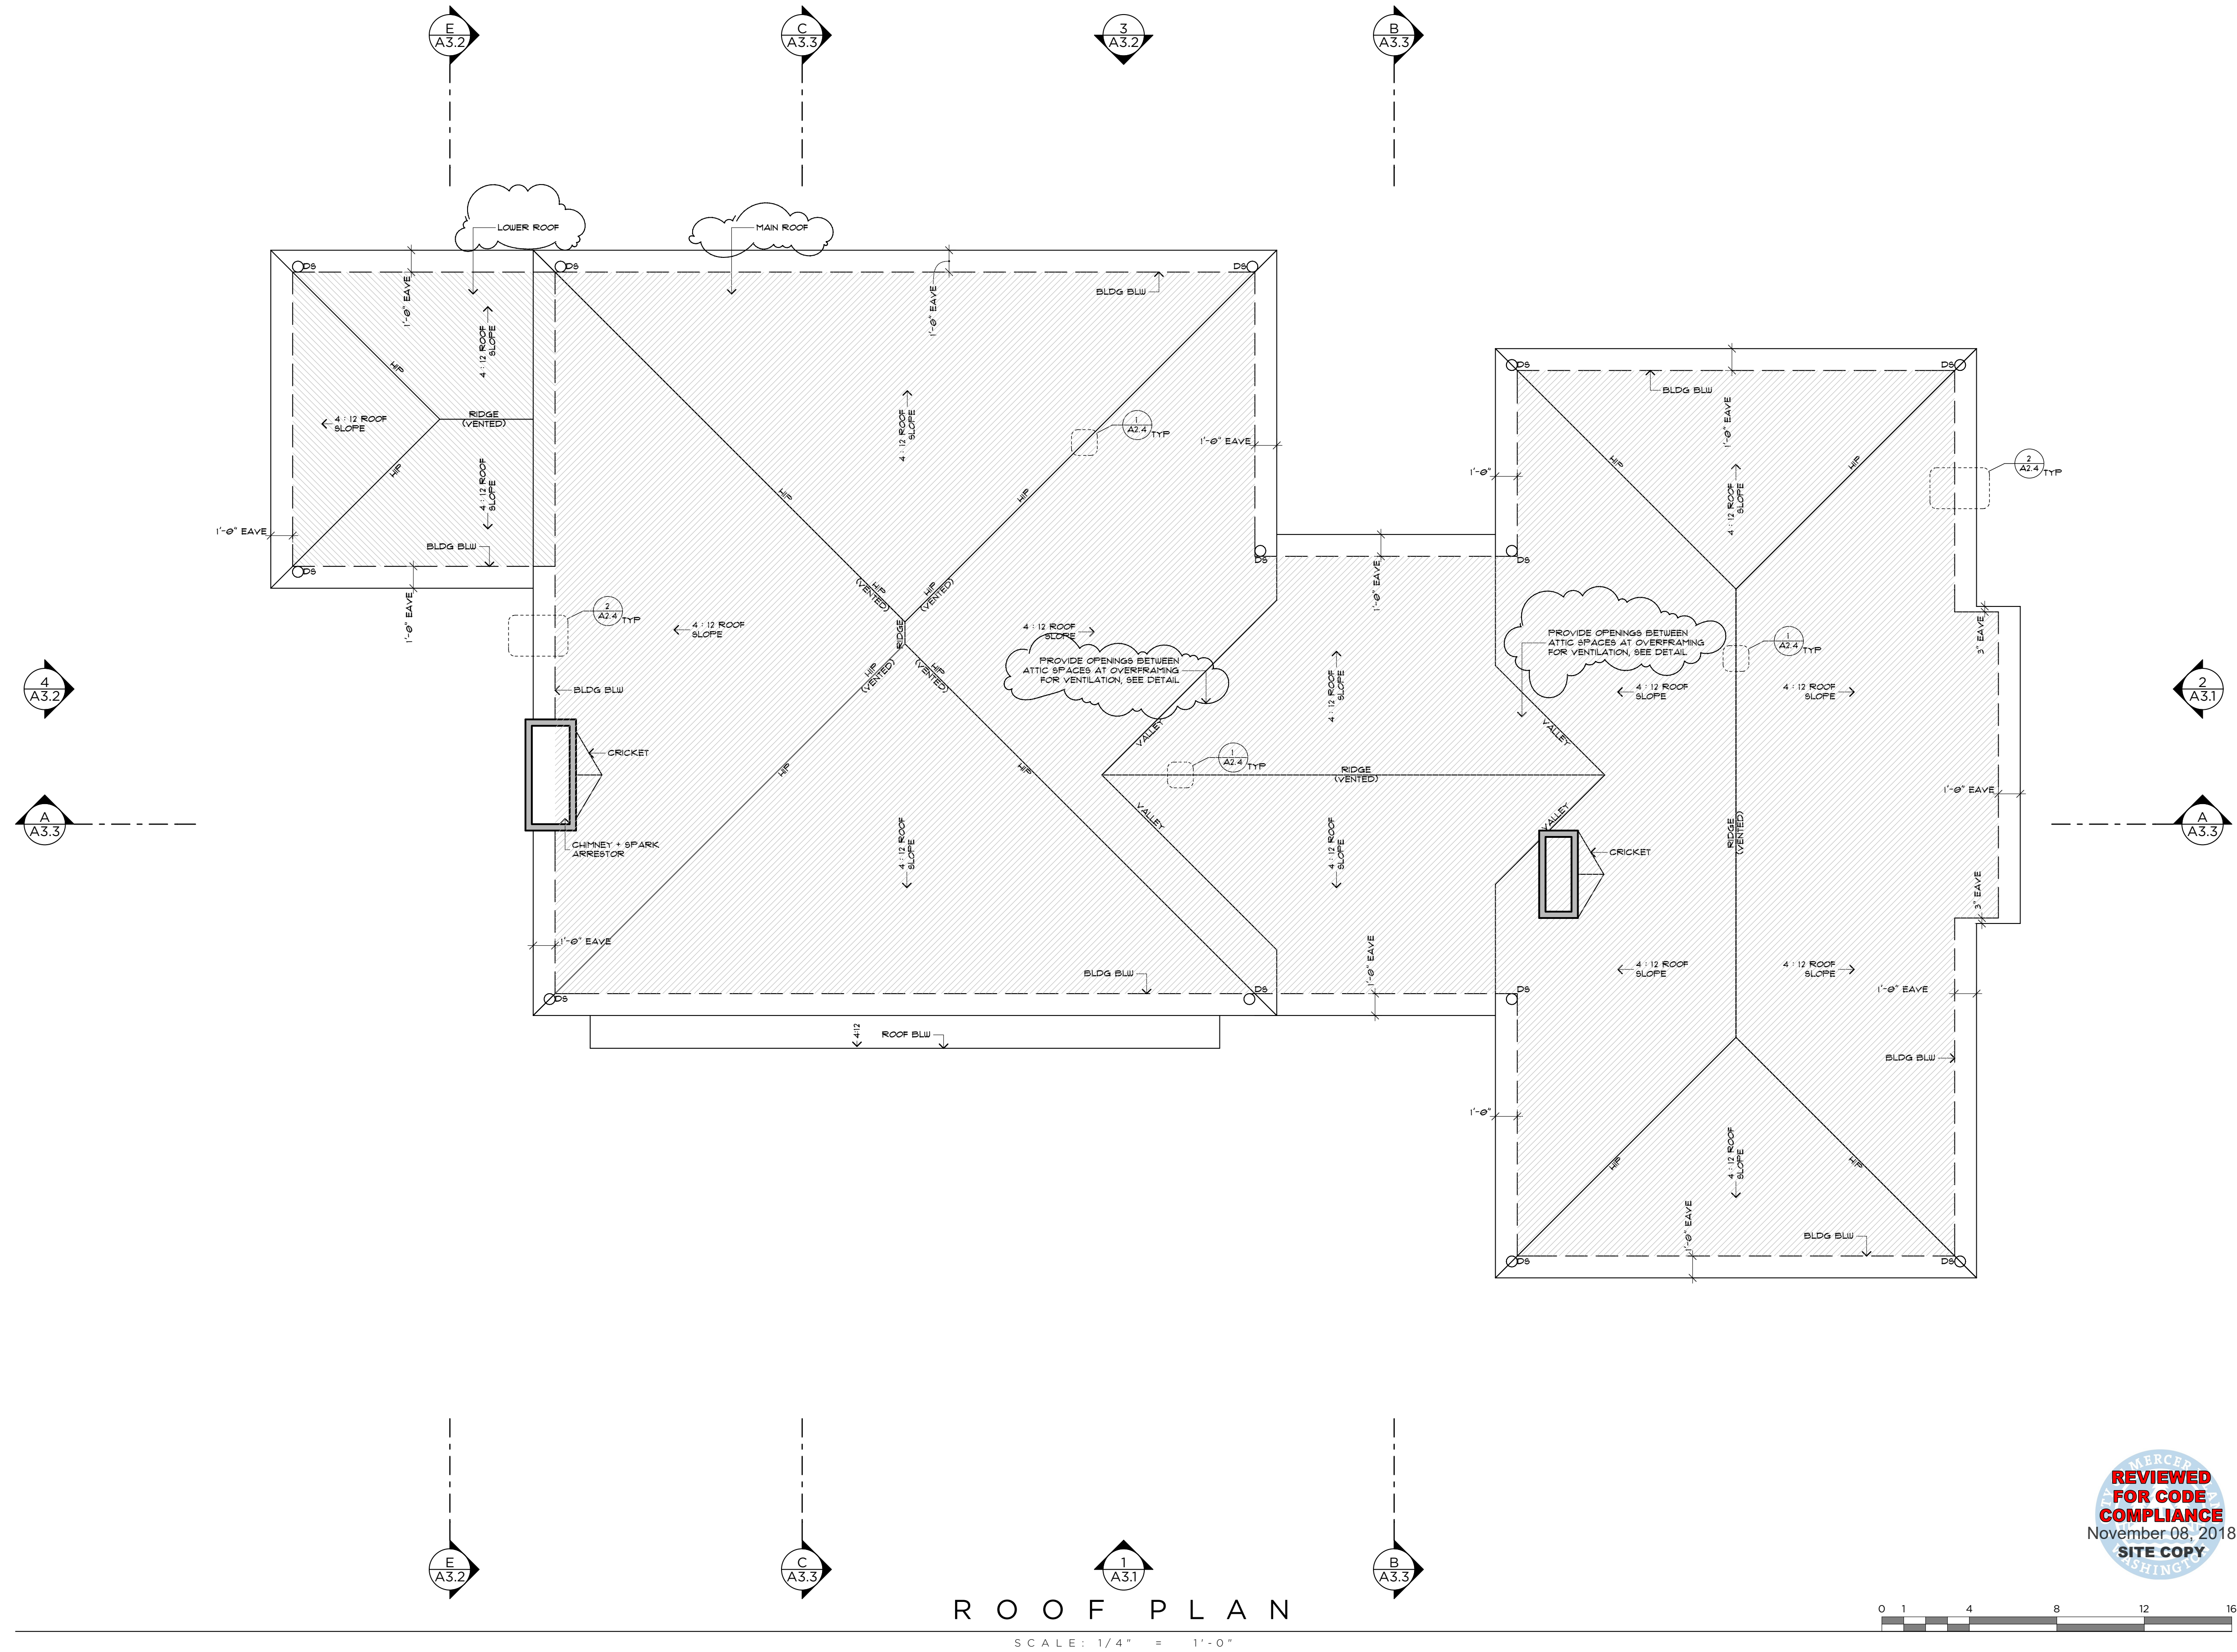 E
A3.2
C
A3.3
3
A3.2
B
A3.3
LOWER ROOF
MAIN ROOF
DS
DS
DS
1'-0" EAVE
1'-0" EAVE
BLDG BLW
4 : 12 ROOF
SLOPE
HIP
4 : 12 ROOF
SLOPE
RIDGE
(VENTED)
4 : 12 ROOF
SLOPE
1
A2.4
TYP
1'-0" EAVE
DS
DS
BLDG BLW
1'-0" EAVE
HIP
HIP
4 : 12 ROOF
SLOPE
2
A2.4
TYP
1'-0"
HIP
4 : 12 ROOF
SLOPE
HIP
HIP
1'-0" EAVE
BLDG BLW
DS
1'-0" EAVE
DS
DS
1'-0" EAVE
HIP
(VENTED)
HIP
(VENTED)
2
A2.4
TYP
4 : 12 ROOF
SLOPE
RIDGE
4 : 12 ROOF
SLOPE
HIP
(VENTED)
HIP
(VENTED)
PROVIDE OPENINGS BETWEEN
ATTIC SPACES AT OVERFRAMING
FOR VENTILATION, SEE DETAIL
PROVIDE OPENINGS BETWEEN
ATTIC SPACES AT OVERFRAMING
FOR VENTILATION, SEE DETAIL
1
A2.4
TYP
3" EAVE
4
A3.2
BLDG BLW
4 : 12 ROOF
SLOPE
4 : 12 ROOF
SLOPE
4 : 12 ROOF
SLOPE
2
A3.1
VALLEY
VALLEY
CRICKET
HIP
HIP
1
A2.4
TYP
RIDGE
(VENTED)
1'-0" EAVE
A
A3.3
CHIMNEY + SPARK
ARRESTOR
4 : 12 ROOF
SLOPE
VALLEY
4 : 12 ROOF
SLOPE
VALLEY
CRICKET
RIDGE
(VENTED)
A
A3.3
3" EAVE
1'-0" EAVE
BLDG BLW
1'-0" EAVE
4 : 12 ROOF
SLOPE
4 : 12 ROOF
SLOPE
1'-0" EAVE
DS
DS
DS
4:12
ROOF BLW
BLDG BLW
1'-0"
HIP
4 : 12 ROOF
SLOPE
HIP
1'-0" EAVE
BLDG BLW
DS
DS
E
A3.2
C
A3.3
1
A3.1
B
A3.3
CITY OF MERCER ISLAND
REVIEWED
FOR CODE
COMPLIANCE
November 08, 2018
SITE COPY
WASHINGTON
ROOF PLAN
SCALE: 1/4" = 1'-0"
0 1 4 8 12 16